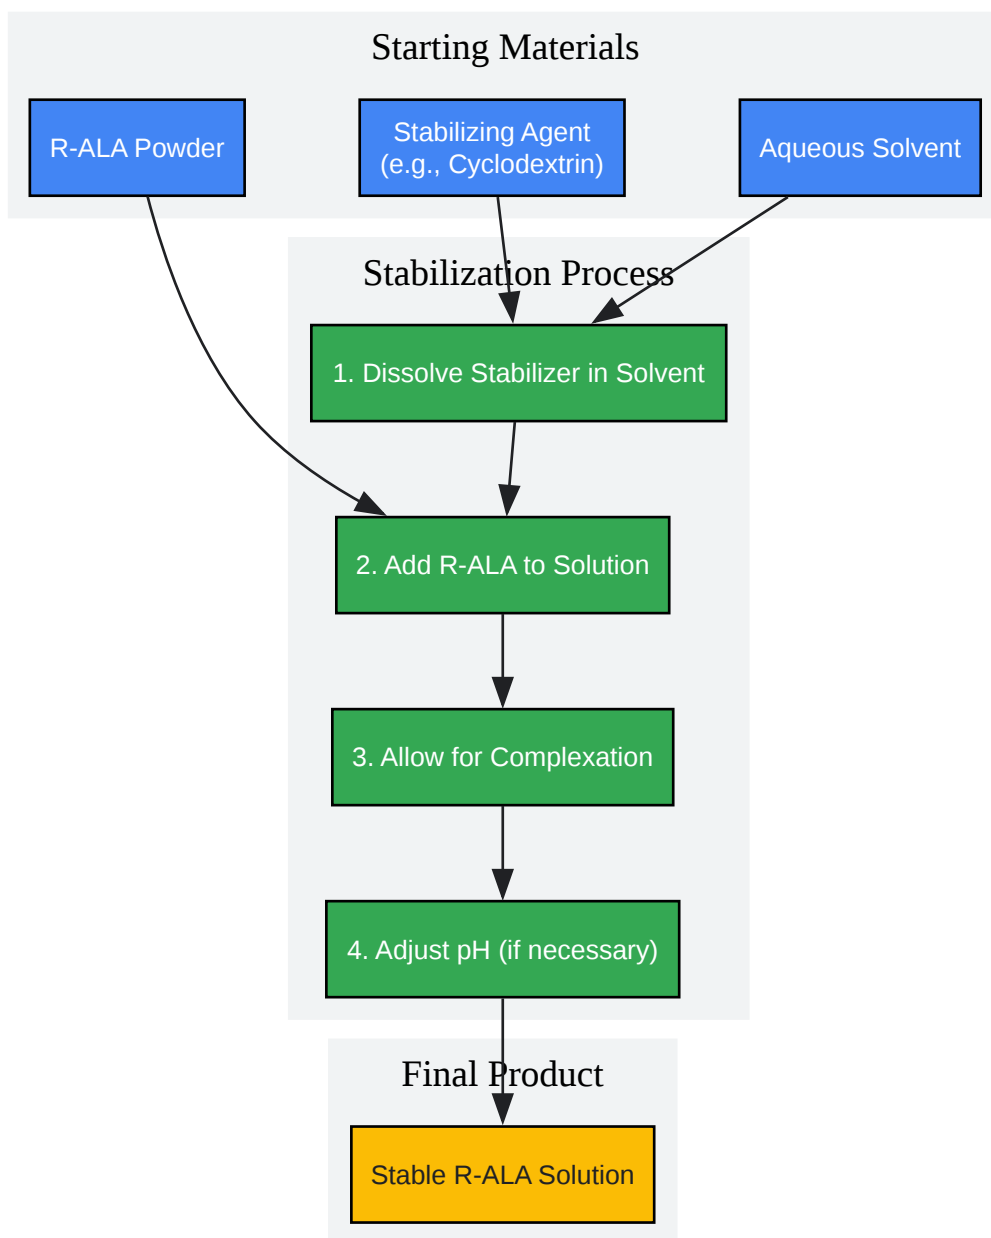 Starting Materials
R-ALA Powder
Stabilizing Agent
(e.g., Cyclodextrin)
Aqueous Solvent
Stabilization Process
1. Dissolve Stabilizer in Solvent
2. Add R-ALA to Solution
3. Allow for Complexation
4. Adjust pH (if necessary)
Final Product
Stable R-ALA Solution